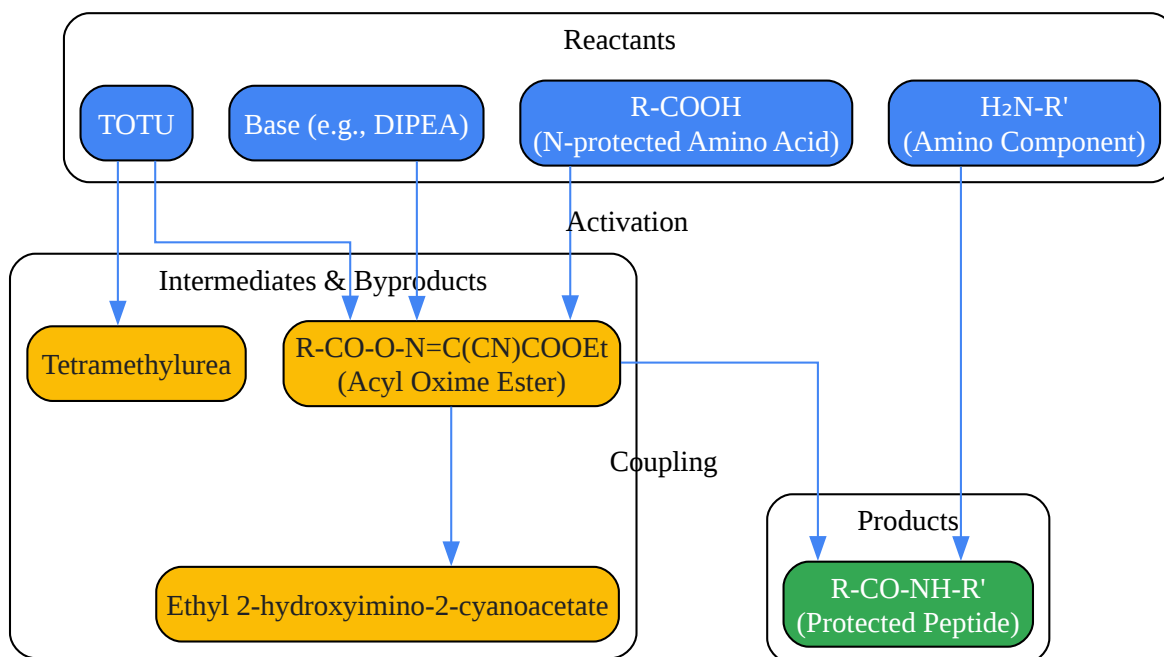 Reactants
TOTU
Base (e.g., DIPEA)
R-COOH
(N-protected Amino Acid)
H₂N-R'
(Amino Component)
Activation
Intermediates & Byproducts
Tetramethylurea
R-CO-O-N=C(CN)COOEt
(Acyl Oxime Ester)
Coupling
Products
Ethyl 2-hydroxyimino-2-cyanoacetate
R-CO-NH-R'
(Protected Peptide)